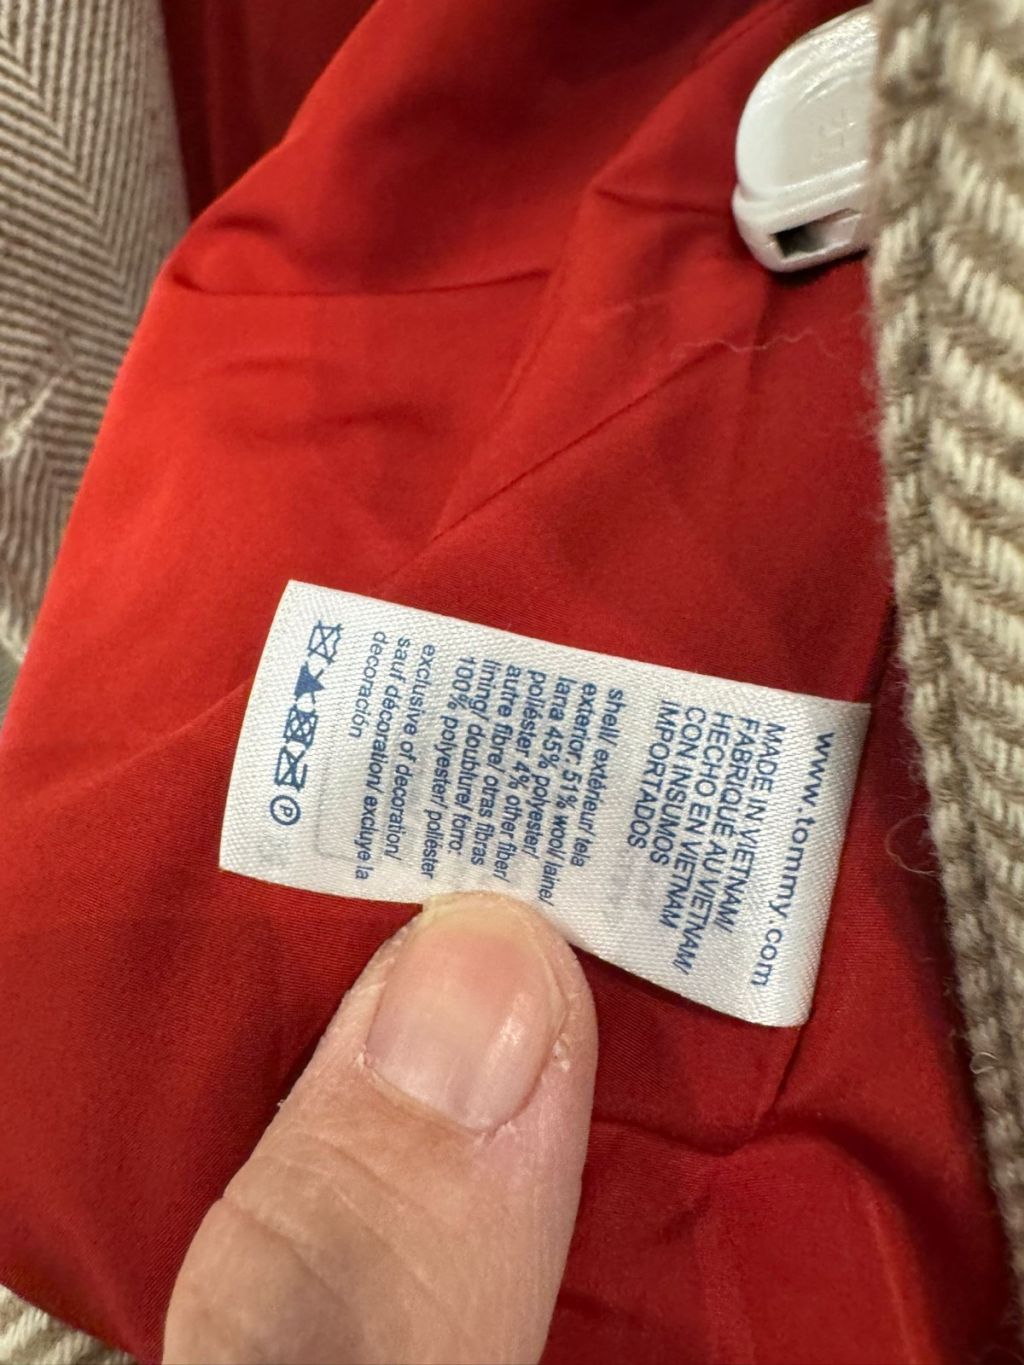 www.tommy.com
MADE IN VIETNAM/
FABRIQUÉ AU VIETNAM/
HECHO EN VIETNAM/
CON INSUMOS
IMPORTADOS
shell/ extérieur/ tela
exterior: 51% wool/ laine/
lana 45% polyester/
poliéster 4% other fiber/
autre fibre/ otras fibras
lining/ doublure/ forro:
100% polyester/ poliéster
exclusive of decoration/
sauf décoration/ excluye la
decoración
P